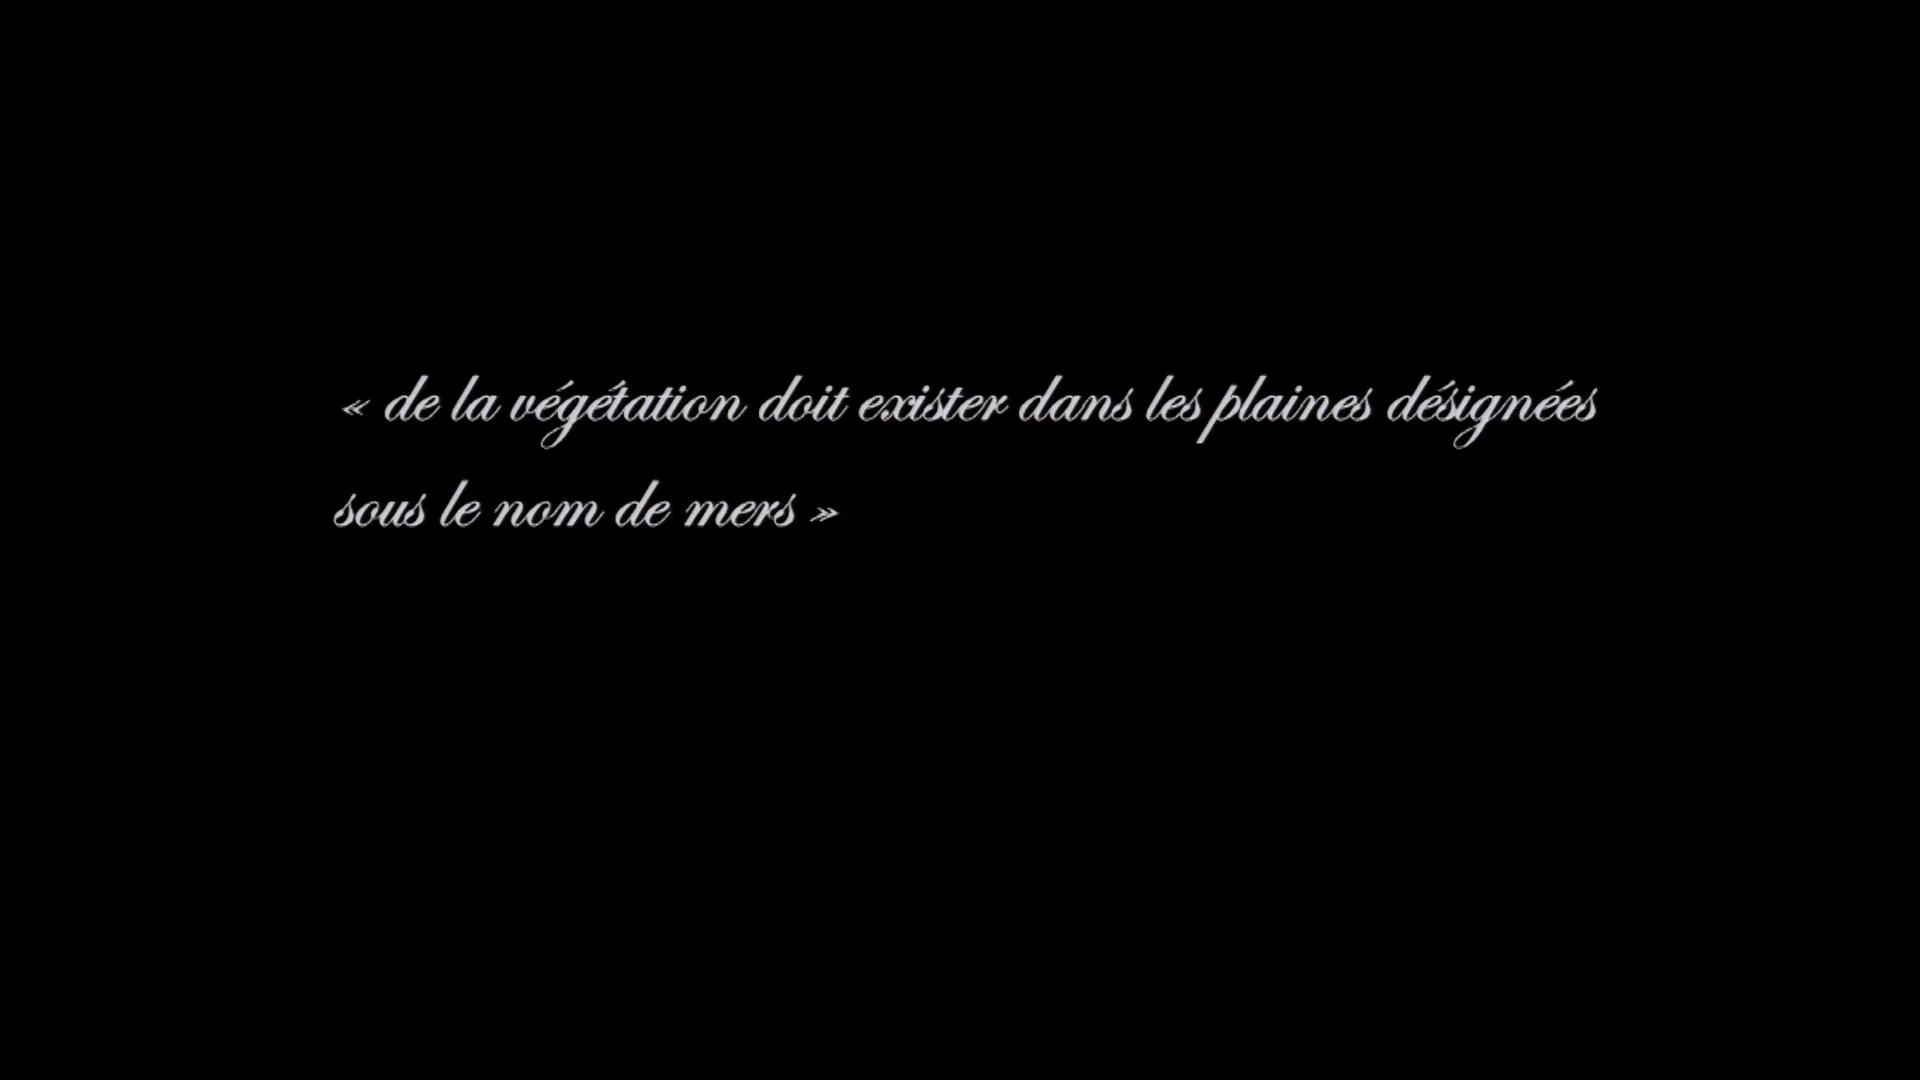 « de la végétation doit exister dans les plaines désignées
sous le nom de mers »